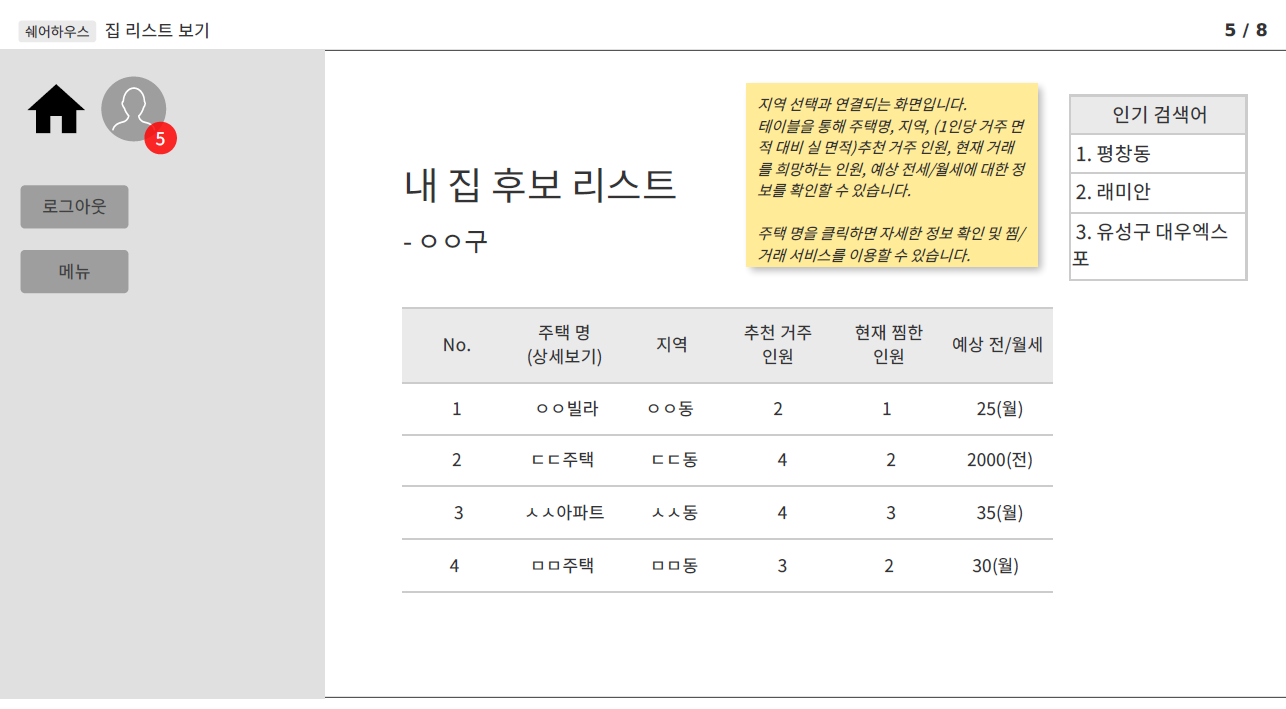 쉐어하우스 집 리스트 보기
5 / 8
5
로그아웃
메뉴
내 집 후보 리스트
- ㅇㅇ구
지역 선택과 연결되는 화면입니다.
테이블을 통해 주택명, 지역, (1인당 거주 면
적 대비 실 면적)추천 거주 인원, 현재 거래
를 희망하는 인원, 예상 전세/월세에 대한 정
보를 확인할 수 있습니다.
주택 명을 클릭하면 자세한 정보 확인 및 찜/
거래 서비스를 이용할 수 있습니다.
인기 검색어
1. 평창동
2. 래미안
3. 유성구 대우엑스
포
No. 주택 명 (상세보기) 지역 추천 거주 인원 현재 찜한 인원 예상 전/월세
1 ㅇㅇ빌라 ㅇㅇ동 2 1 25(월)
2 ㄷㄷ주택 ㄷㄷ동 4 2 2000(전)
3 ㅅㅅ아파트 ㅅㅅ동 4 3 35(월)
4 ㅁㅁ주택 ㅁㅁ동 3 2 30(월)